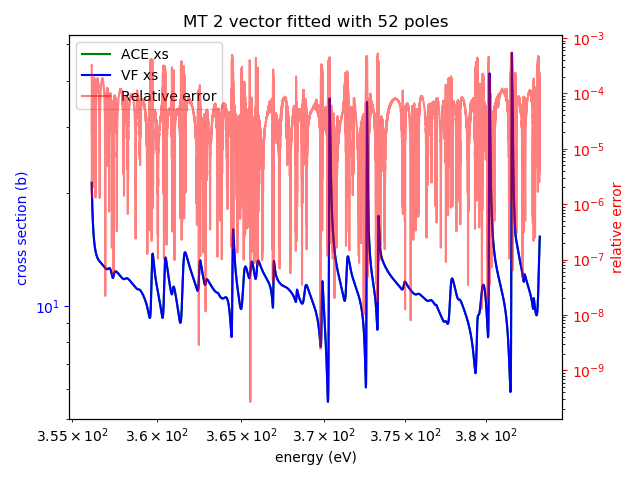 MT 2 vector fitted with 52 poles
ACE xs
VF xs
Relative error
cross section (b)
10¹
10⁻³
10⁻⁴
10⁻⁵
10⁻⁶
10⁻⁷
10⁻⁸
10⁻⁹
relative error
3.55 × 10² 3.6 × 10² 3.65 × 10² 3.7 × 10² 3.75 × 10² 3.8 × 10²
energy (eV)